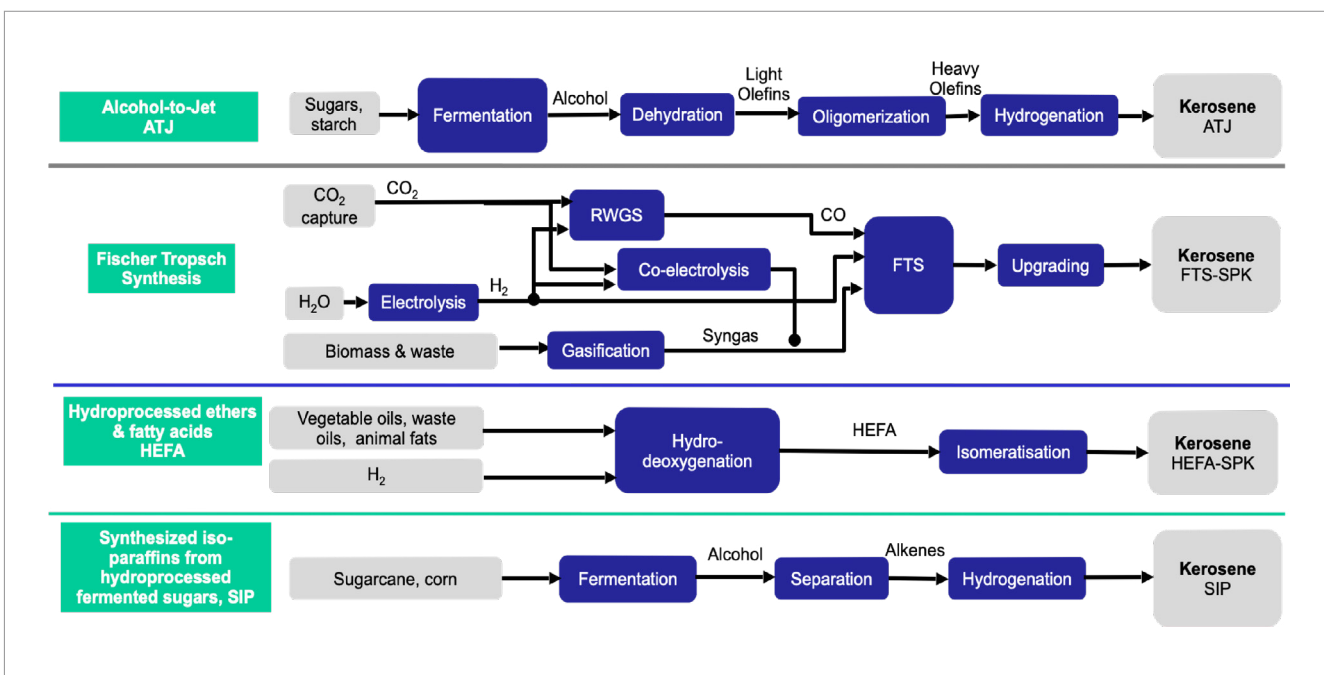 Alcohol-to-Jet
ATJ
Sugars,
starch
Fermentation
Alcohol
Dehydration
Light
Olefins
Oligomerization
Heavy
Olefins
Hydrogenation
Kerosene
ATJ
Fischer Tropsch
Synthesis
CO₂
capture
CO₂
RWGS
CO
Co-electrolysis
H₂O
Electrolysis
H₂
FTS
Upgrading
Kerosene
FTS-SPK
Biomass & waste
Gasification
Syngas
Hydroprocessed ethers
& fatty acids
HEFA
Vegetable oils, waste
oils, animal fats
H₂
Hydro-
deoxygenation
HEFA
Isomeratisation
Kerosene
HEFA-SPK
Synthesized iso-
paraffins from
hydroprocessed
fermented sugars, SIP
Sugarcane, corn
Fermentation
Alcohol
Separation
Alkenes
Hydrogenation
Kerosene
SIP